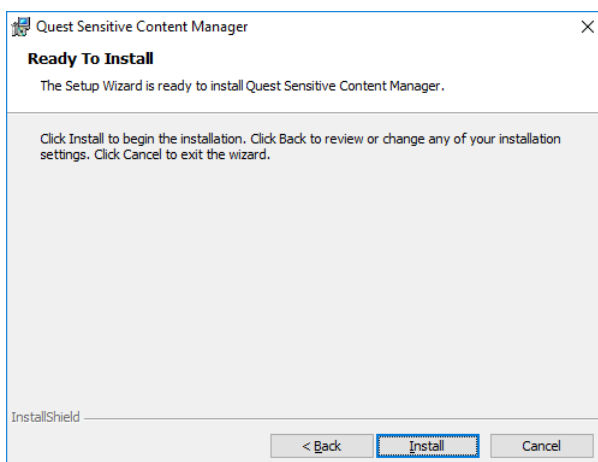 Quest Sensitive Content Manager
Ready To Install
The Setup Wizard is ready to install Quest Sensitive Content Manager.
Click Install to begin the installation. Click Back to review or change any of your installation
settings. Click Cancel to exit the wizard.
InstallShield
< Back
Install
Cancel